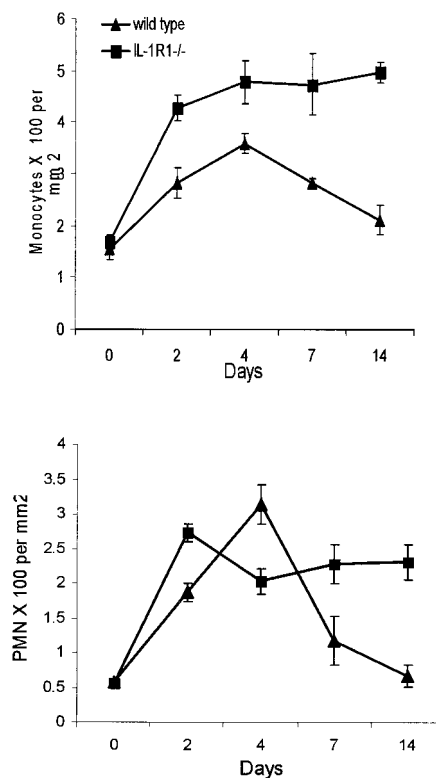 wild type
IL-1R1-/-
Monocytes X 100 per
mm 2
6
5
4
3
2
1
0
0 2 4 7 14
Days
PMN X 100 per mm2
4
3.5
3
2.5
2
1.5
1
0.5
0
0 2 4 7 14
Days